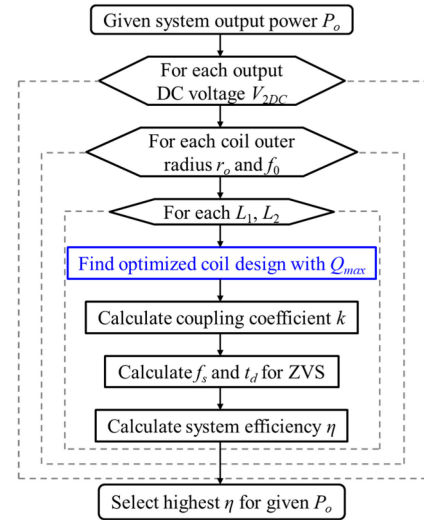 Given system output power Pₒ
For each output
DC voltage V₂DC
For each coil outer
radius rₒ and f₀
For each L₁, L₂
Find optimized coil design with Qmax
Calculate coupling coefficient k
Calculate fₛ and t_d for ZVS
Calculate system efficiency η
Select highest η for given Pₒ